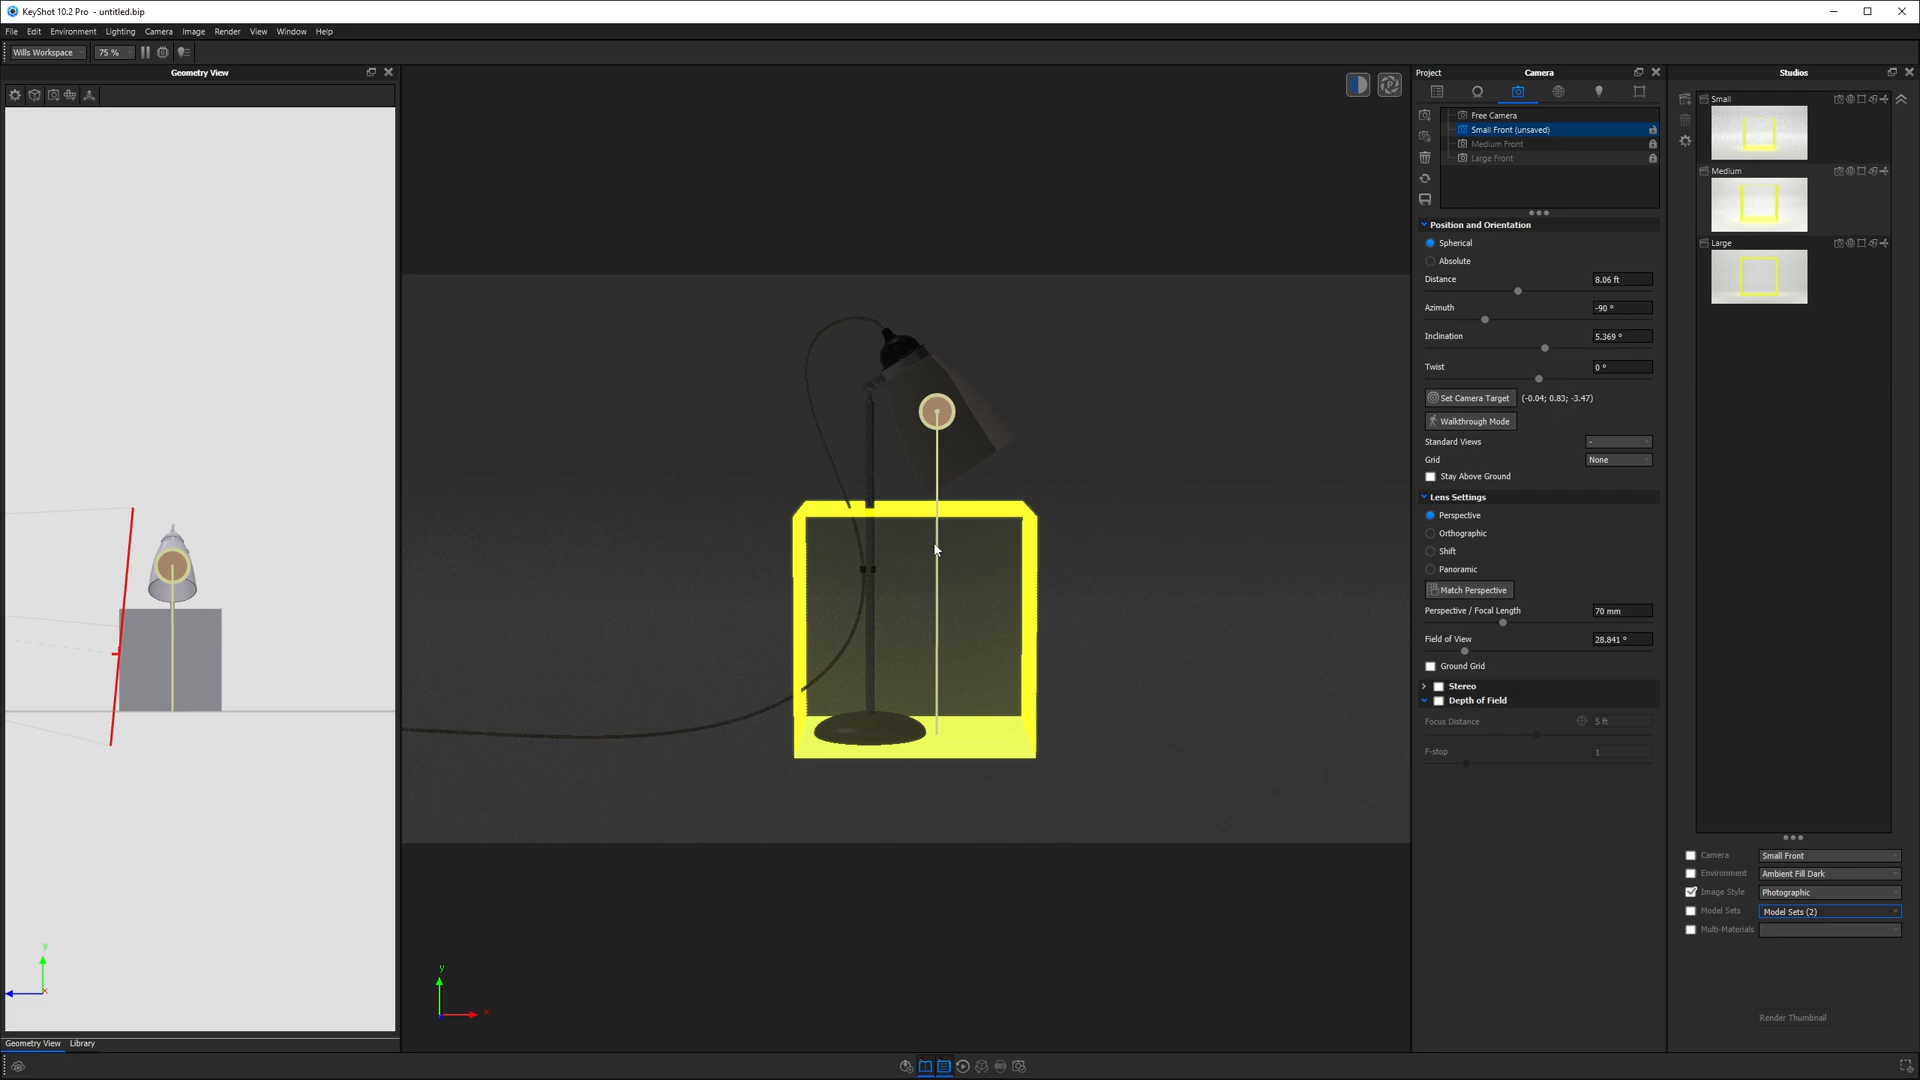 KeyShot 10.2 Pro - untitled.bip
File Edit Environment Lighting Camera Image Render View Window Help
Wills Workspace 75 %
Geometry View
Project Camera
Studios
Free Camera
Small Front (unsaved)
Medium Front
Large Front
Position and Orientation
Spherical
Absolute
Distance 8.06 ft
Azimuth -90 °
Inclination 5.369 °
Twist 0 °
Set Camera Target (-0.04; 0.83; -3.47)
Walkthrough Mode
Standard Views -
Grid None
Stay Above Ground
Lens Settings
Perspective
Orthographic
Shift
Panoramic
Match Perspective
Perspective / Focal Length 70 mm
Field of View 28.841 °
Ground Grid
Stereo
Depth of Field
Focus Distance 5 ft
F-stop 1
Small
Medium
Large
Camera Small Front
Environment Ambient Fill Dark
Image Style Photographic
Model Sets Model Sets (2)
Multi-Materials
Render Thumbnail
y
x
y
x
Geometry View Library